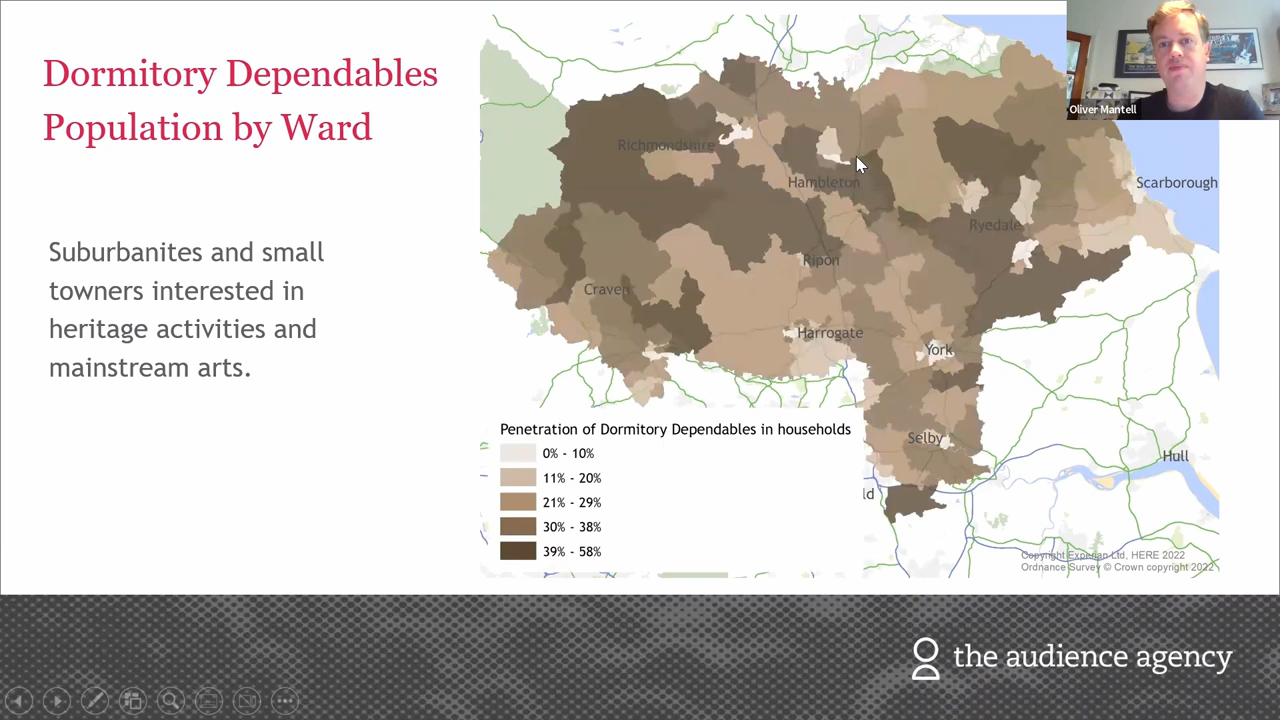 Dormitory Dependables
Population by Ward
Suburbanites and small
towners interested in
heritage activities and
mainstream arts.
Oliver Mantell
Richmondshire
Hambleton
Scarborough
Ryedale
Ripon
Craven
Harrogate
York
Selby
Hull
ld
Penetration of Dormitory Dependables in households
0% - 10%
11% - 20%
21% - 29%
30% - 38%
39% - 58%
Copyright Experian Ltd, HERE 2022
Ordnance Survey © Crown copyright 2022
the audience agency